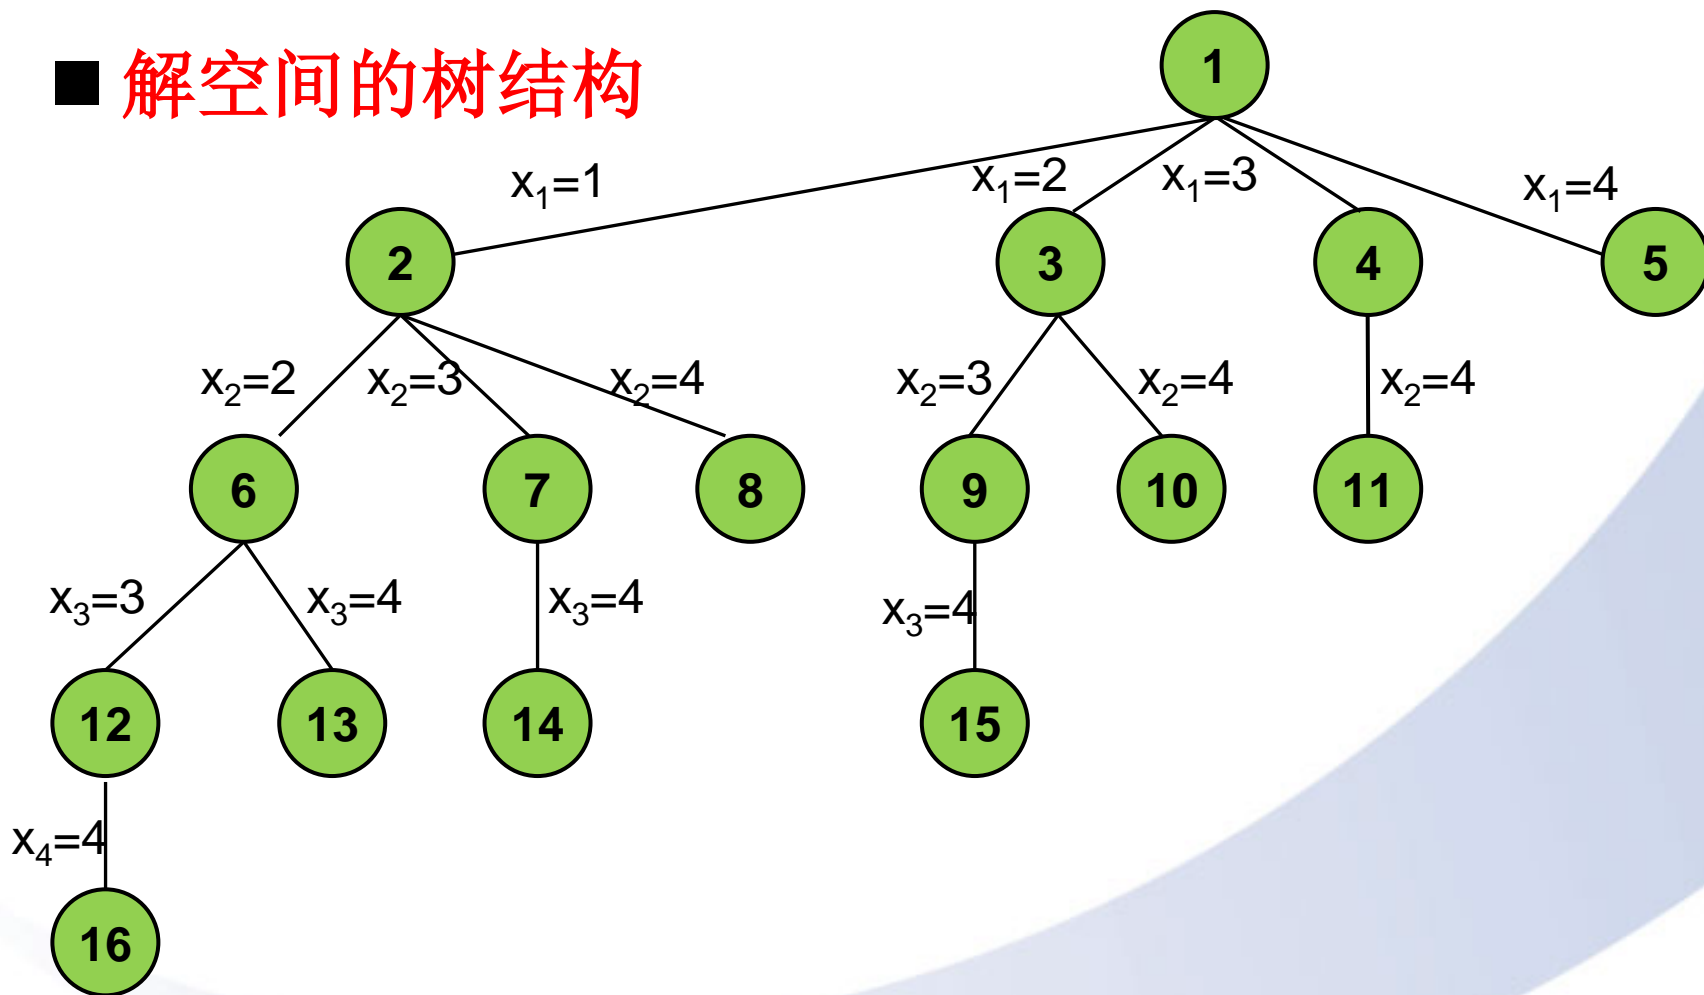 ■ 解空间的树结构
1
x₁=1 x₁=2 x₁=3 x₁=4
2 3 4 5
x₂=2 x₂=3 x₂=4 x₂=3 x₂=4 x₂=4
6 7 8 9 10 11
x₃=3 x₃=4 x₃=4 x₃=4
12 13 14 15
x₄=4
16